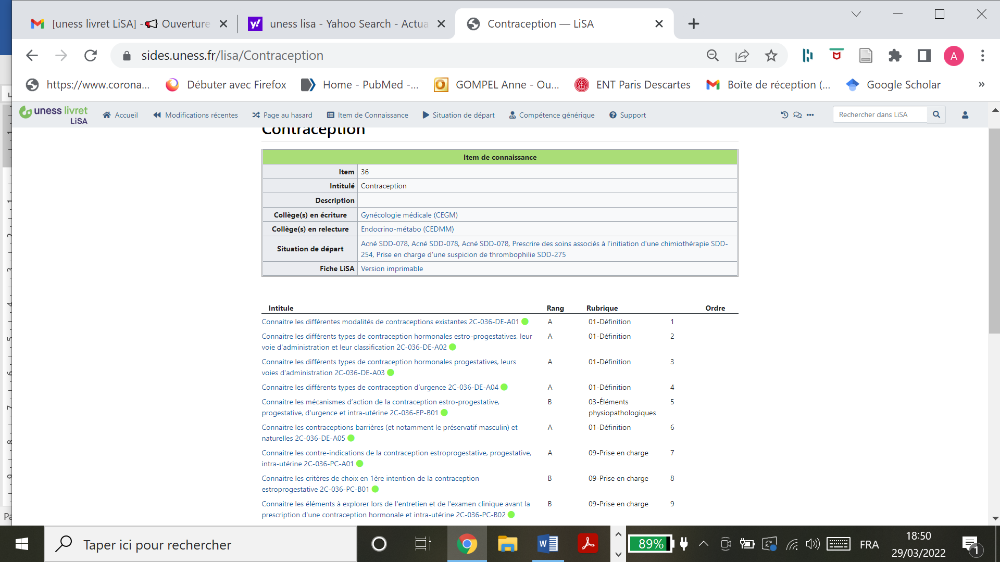 [uness livret LiSA] - Ouverture
uness lisa - Yahoo Search - Actua
Contraception — LiSA
sides.uness.fr/lisa/Contraception
A
https://www.corona...
Débuter avec Firefox
Home - PubMed -...
GOMPEL Anne - Ou...
ENT Paris Descartes
Boîte de réception (...
Google Scholar
»
uness livret LiSA
Accueil
Modifications récentes
Page au hasard
Item de Connaissance
Situation de départ
Compétence générique
Support
Rechercher dans LiSA
Contraception
Item de connaissance
Item 36
Intitulé Contraception
Description
Collège(s) en écriture Gynécologie médicale (CEGM)
Collège(s) en relecture Endocrino-métabo (CEDMM)
Situation de départ Acné SDD-078, Acné SDD-078, Acné SDD-078, Prescrire des soins associés à l'initiation d'une chimiothérapie SDD-
254, Prise en charge d'une suspicion de thrombophilie SDD-275
Fiche LiSA Version imprimable
Intitule Rang Rubrique Ordre
Connaitre les différentes modalités de contraceptions existantes 2C-036-DE-A01 A 01-Définition 1
Connaitre les différents types de contraception hormonales estro-progestatives, leur A 01-Définition 2
voie d'administration et leur classification 2C-036-DE-A02
Connaitre les différents types de contraception hormonales progestatives, leurs A 01-Définition 3
voies d'administration 2C-036-DE-A03
Connaitre les différents types de contraception d’urgence 2C-036-DE-A04 A 01-Définition 4
Connaitre les mécanismes d’action de la contraception estro-progestative, B 03-Éléments 5
progestative, d'urgence et intra-utérine 2C-036-EP-B01 physiopathologiques
Connaitre les contraceptions barrières (et notamment le préservatif masculin) et A 01-Définition 6
naturelles 2C-036-DE-A05
Connaitre les contre-indications de la contraception estroprogestative, progestative, A 09-Prise en charge 7
intra-utérine 2C-036-PC-A01
Connaitre les critères de choix en 1ère intention de la contraception B 09-Prise en charge 8
estroprogestative 2C-036-PC-B01
Connaitre les éléments à explorer lors de l'entretien et de l'examen clinique avant la B 09-Prise en charge 9
prescription d'une contraception hormonale et intra-utérine 2C-036-PC-B02
Taper ici pour rechercher
89%
FRA
18:50
29/03/2022
1